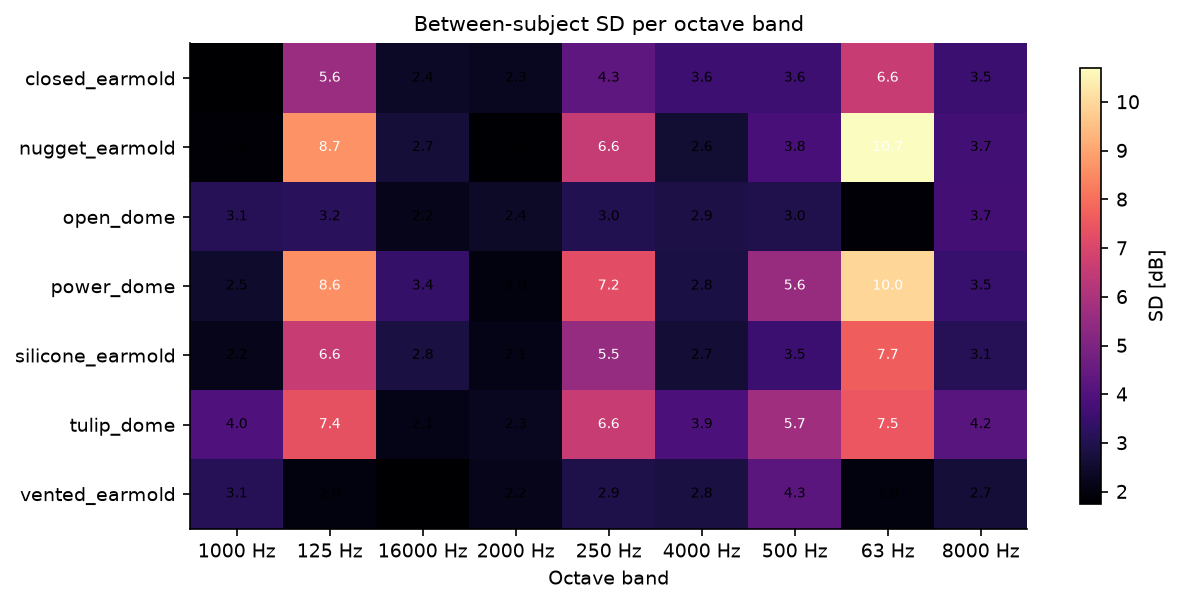 Between-subject SD per octave band
closed_earmold 5.6 2.4 2.3 4.3 3.6 3.6 6.6 3.5
nugget_earmold 8.7 2.7 6.6 2.6 3.8 10.7 3.7
open_dome 3.1 3.2 2.2 2.4 3.0 2.9 3.0 3.7
power_dome 2.5 8.6 3.4 7.2 2.8 5.6 10.0 3.5
silicone_earmold 2.2 6.6 2.8 2.1 5.5 2.7 3.5 7.7 3.1
tulip_dome 4.0 7.4 2.1 2.3 6.6 3.9 5.7 7.5 4.2
vented_earmold 3.1 2.2 2.9 2.8 4.3 2.7
1000 Hz 125 Hz 16000 Hz 2000 Hz 250 Hz 4000 Hz 500 Hz 63 Hz 8000 Hz
Octave band
10
9
8
7
6
5
4
3
2
SD [dB]